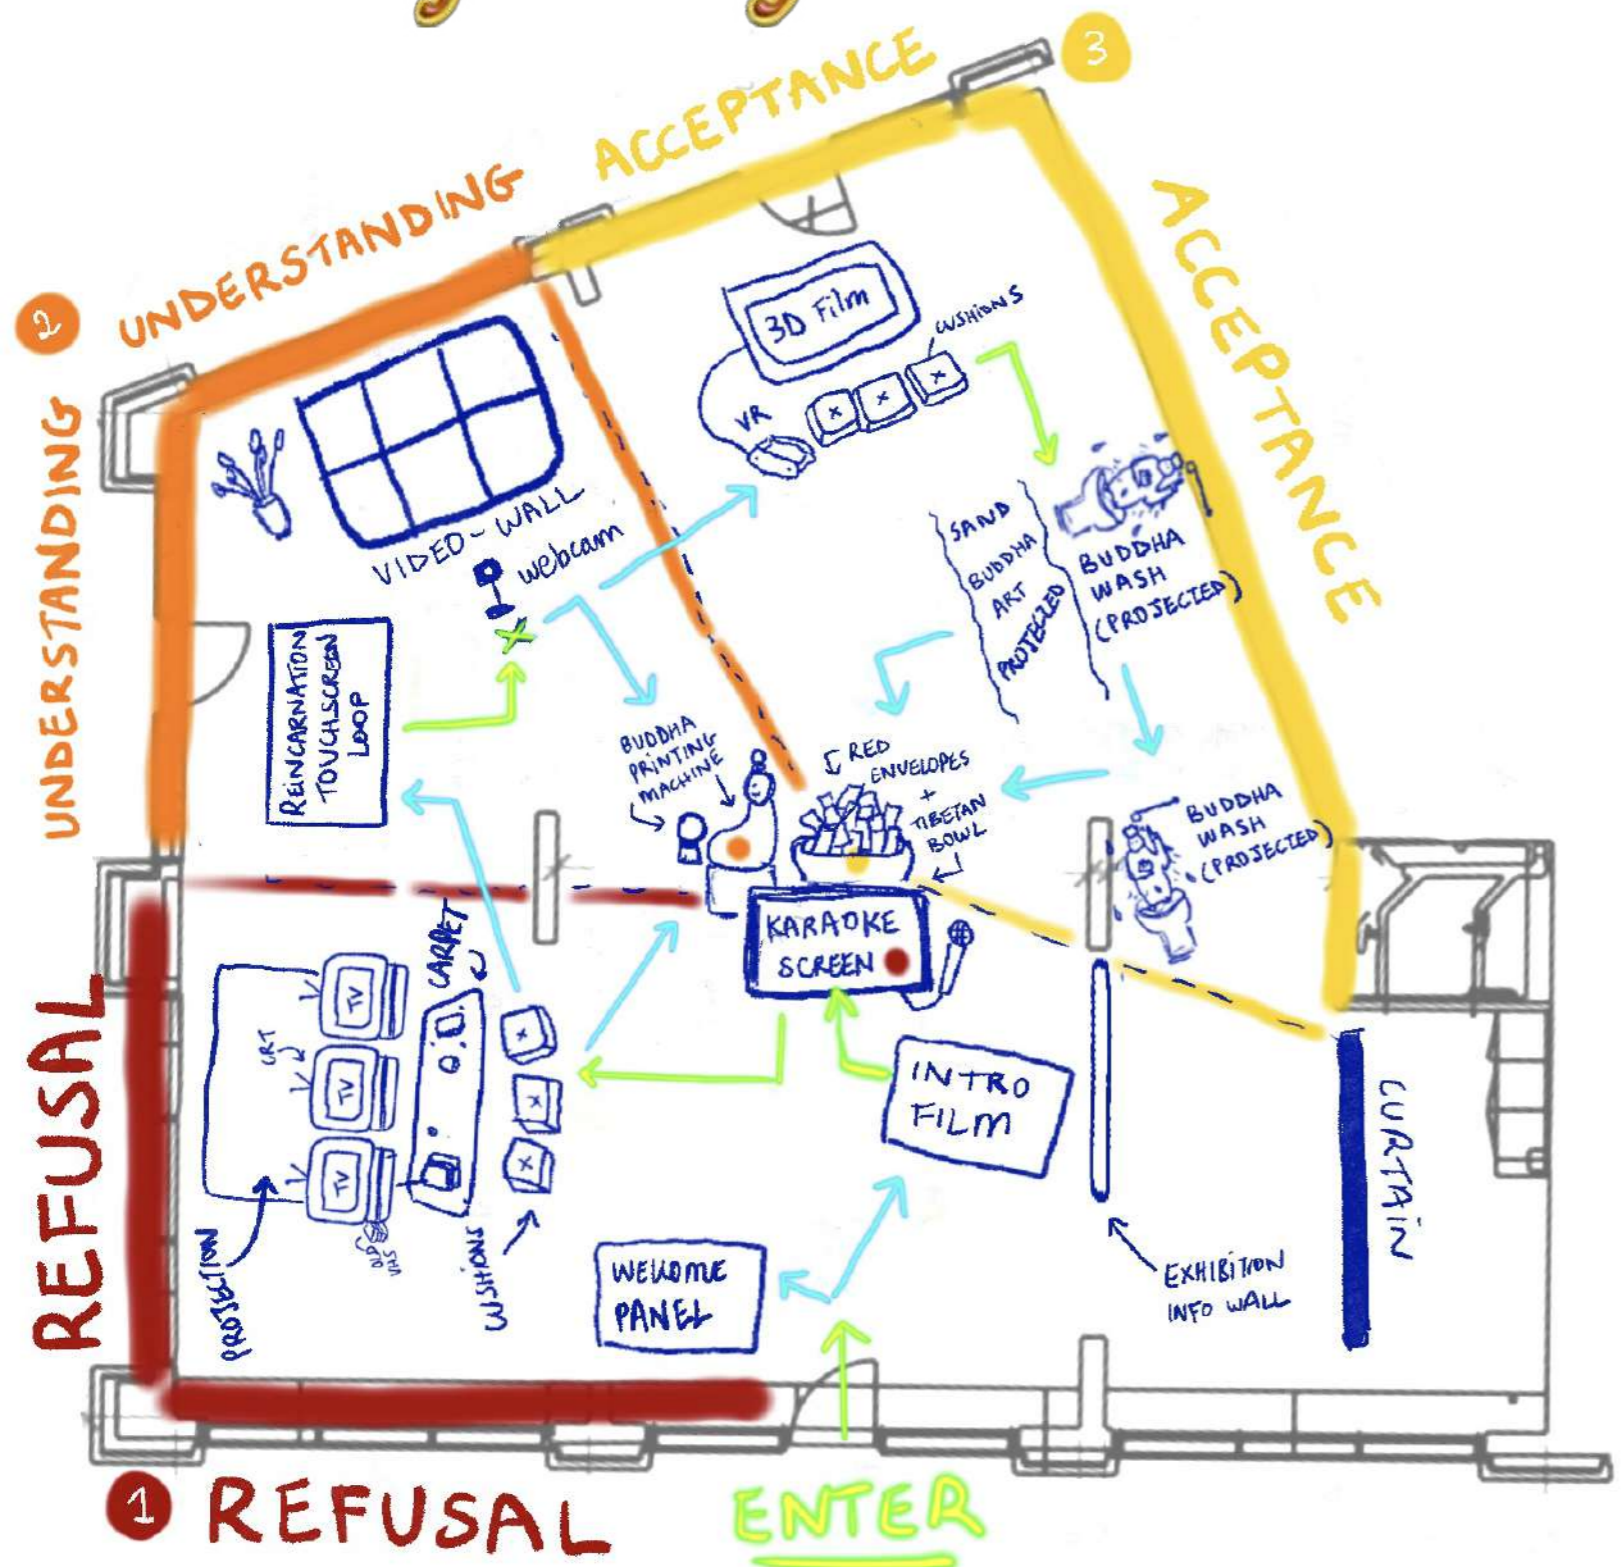 3
ACCEPTANCE
ACCEPTANCE
2
UNDERSTANDING
UNDERSTANDING
3D Film
CUSHIONS
VR
VIDEO-WALL
webcam
SAND
BUDDHA
ART
PROJECTED
BUDDHA
WASH
(PROJECTED)
REINCARNATION
TOUCHSCREEN
LOOP
BUDDHA
PRINTING
MACHINE
RED
ENVELOPES
+
TIBETAN
BOWL
BUDDHA
WASH
(PROJECTED)
KARAOKE
SCREEN
CARPET
TV
CRT
TV
TV
INTRO
FILM
CURTAIN
REFUSAL
PROJECTION
OLD
VHS
CUSHIONS
WELCOME
PANEL
EXHIBITION
INFO WALL
1
REFUSAL
ENTER